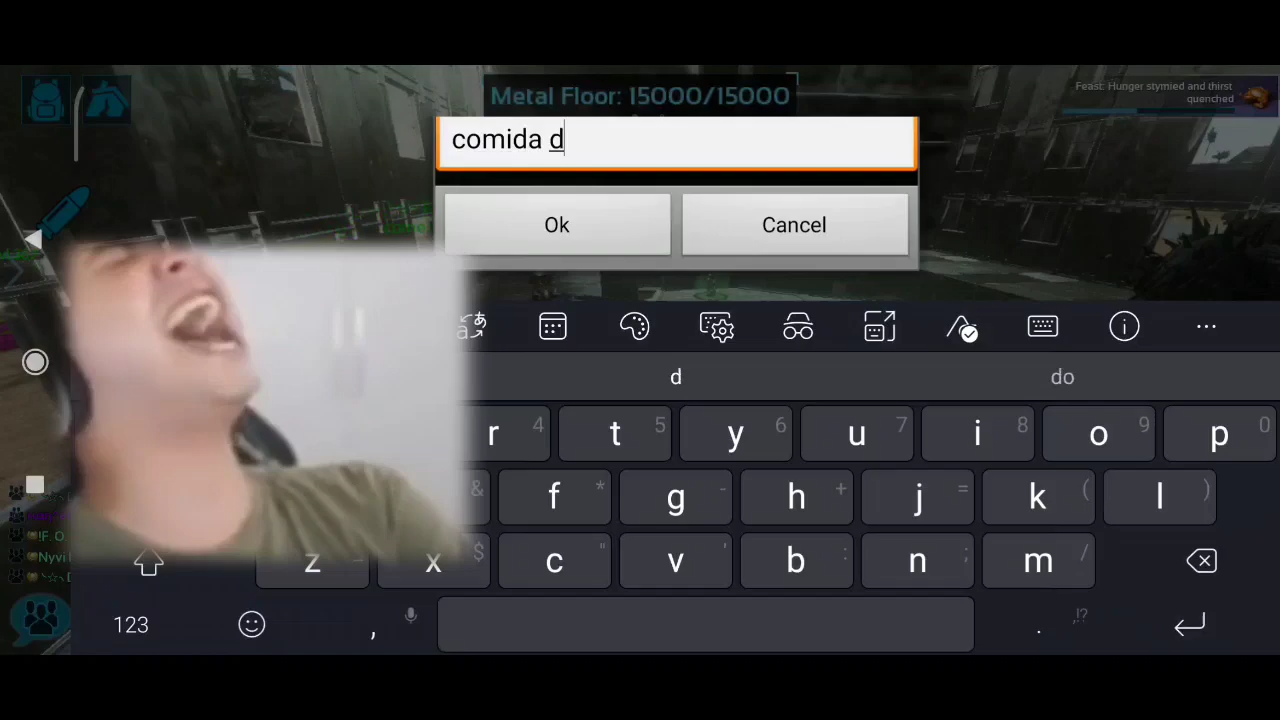 Metal Floor: 15000/15000
Feast: Hunger stymied and thirst
quenched
comida d
Ok
Cancel
d
do
r 4
t 5
y 6
u 7
i 8
o 9
p 0
&
f *
g -
h +
j =
k (
l )
z _
x $
c "
v '
b :
n ;
m /
123
,
. ,!?
!F. O.
Nyvi